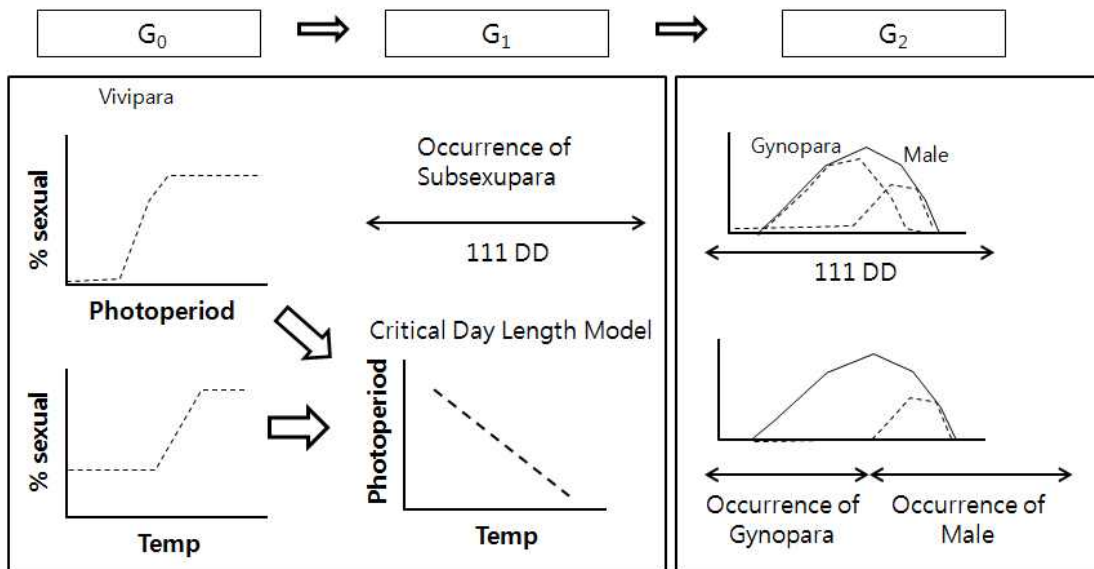 G₀
G₁
G₂
Vivipara
% sexual
Photoperiod
% sexual
Temp
Occurrence of
Subsexupara
111 DD
Critical Day Length Model
Photoperiod
Temp
Gynopara
Male
111 DD
Occurrence of
Gynopara
Occurrence of
Male